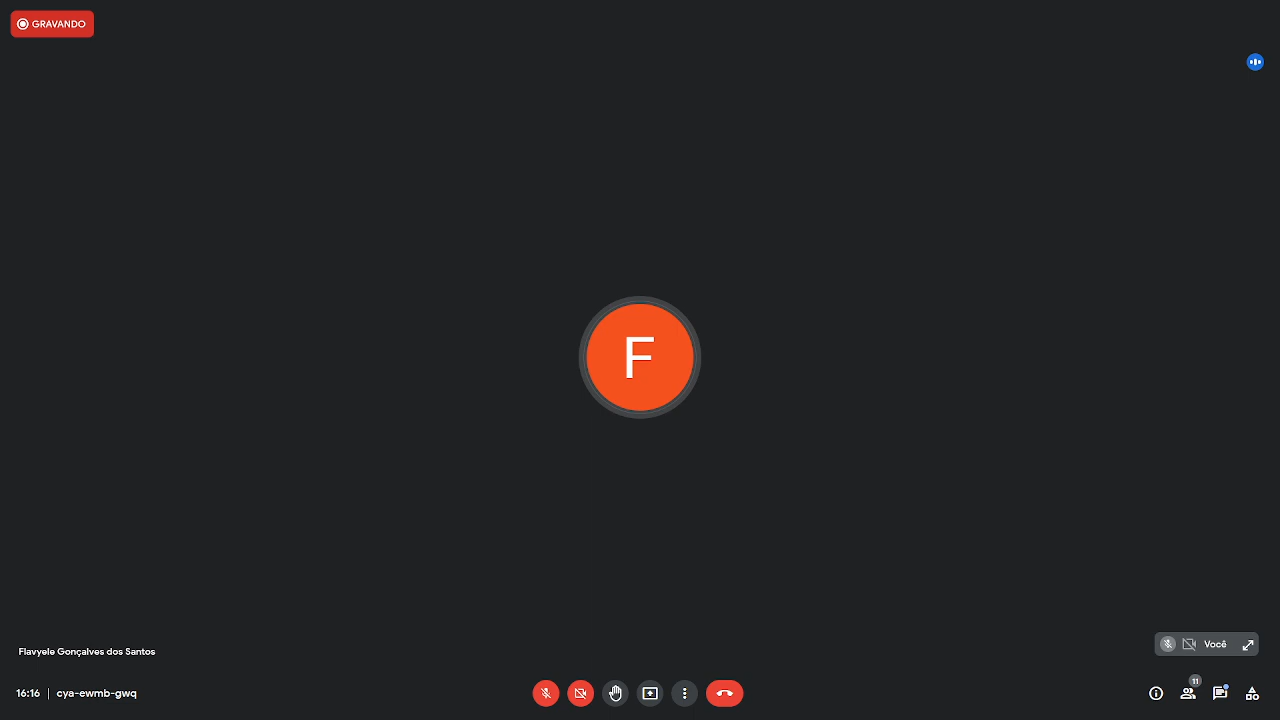 GRAVANDO
F
Flavyele Gonçalves dos Santos
Você
16:16 | cya-ewmb-gwq
11